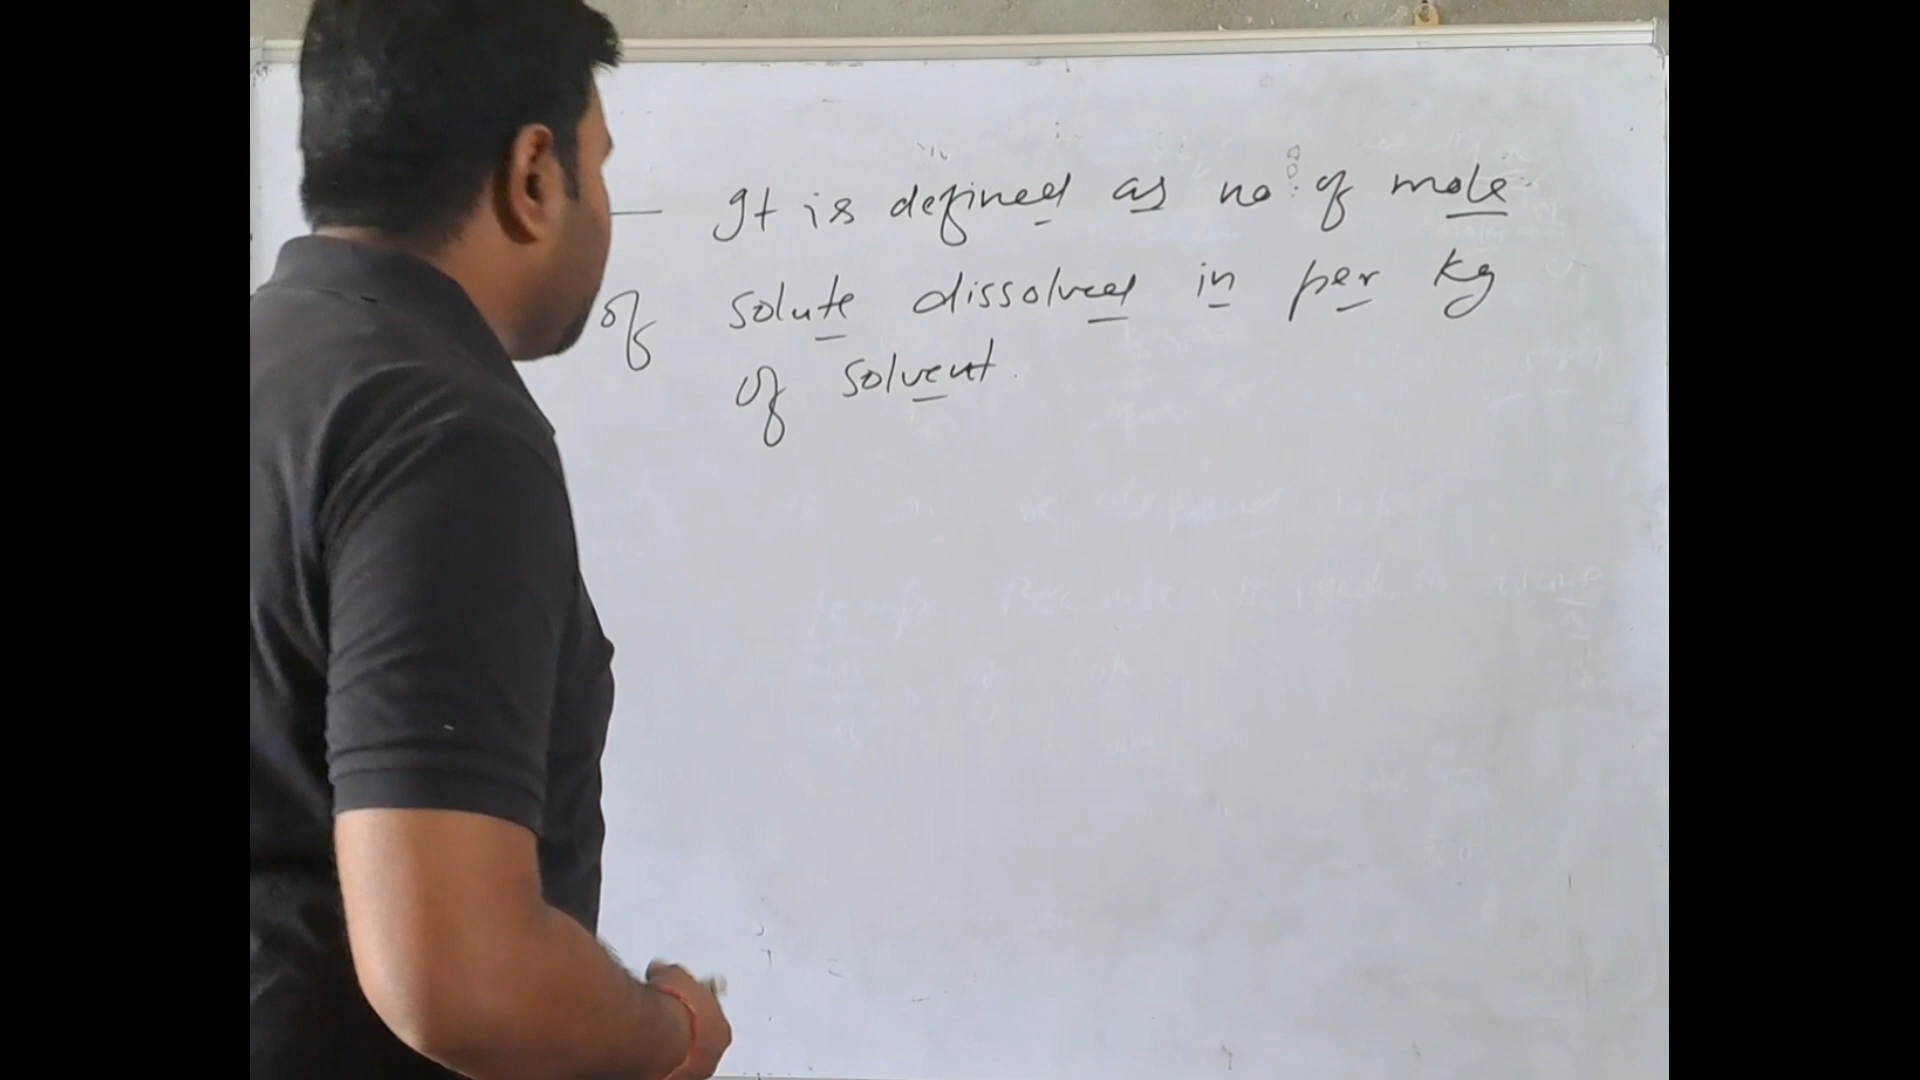 — It is defined as no of mole
of solute dissolved in per kg
of solvent.